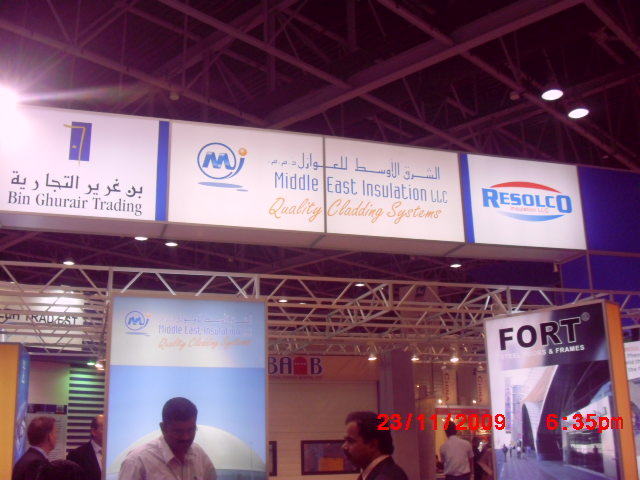 بن غرير التجارية
Bin Ghurair Trading
الشرق الأوسط للعوازل ذ.م.م.
Middle East Insulation LLC
Quality Cladding Systems
RESOLCO
Insulation L.L.C
Middle East Insulation
Quality Cladding Systems
FORT®
STEEL DOORS & FRAMES
BAOB
23/11/2009 6:35pm